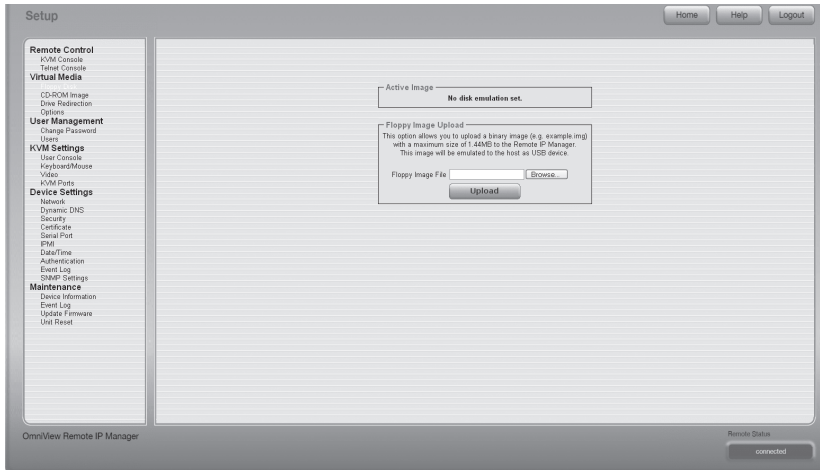 Setup
Home
Help
Logout
Remote Control
KVM Console
Telnet Console
Virtual Media
CD-ROM Image
Drive Redirection
Options
User Management
Change Password
Users
KVM Settings
User Console
Keyboard/Mouse
Video
KVM Ports
Device Settings
Network
Dynamic DNS
Security
Certificate
Serial Port
IPMI
Date/Time
Authentication
Event Log
SNMP Settings
Maintenance
Device Information
Event Log
Update Firmware
Unit Reset
Active Image
No disk emulation set.
Floppy Image Upload
This option allows you to upload a binary image (e.g. example.img)
with a maximum size of 1.44MB to the Remote IP Manager.
This image will be emulated to the host as USB device.
Floppy Image File
Browse...
Upload
OmniView Remote IP Manager
Remote Status
connected